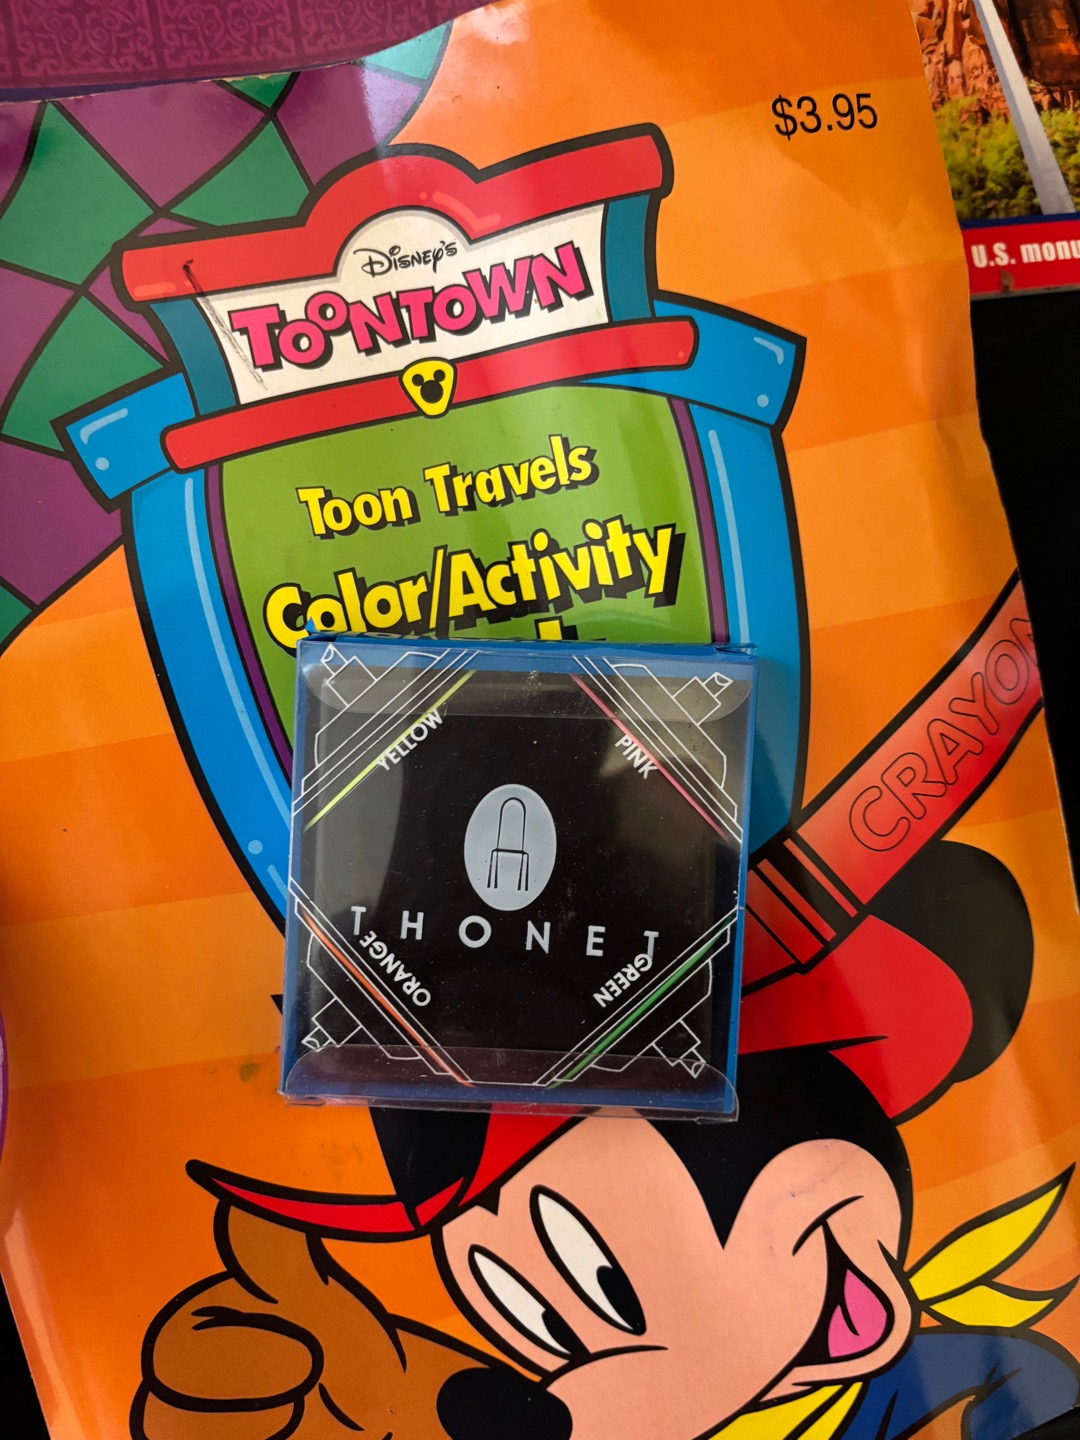 $3.95
U.S. monu
Disney's
TOONTOWN
Toon Travels
Color/Activity
CRAYON
YELLOW
PINK
THONET
ORANGE
GREEN